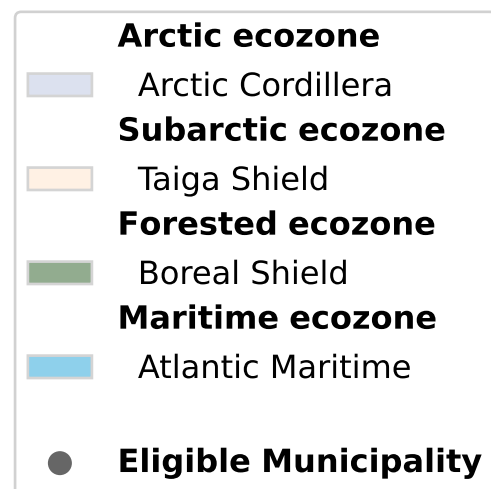 Arctic ecozone
Arctic Cordillera
Subarctic ecozone
Taiga Shield
Forested ecozone
Boreal Shield
Maritime ecozone
Atlantic Maritime
Eligible Municipality